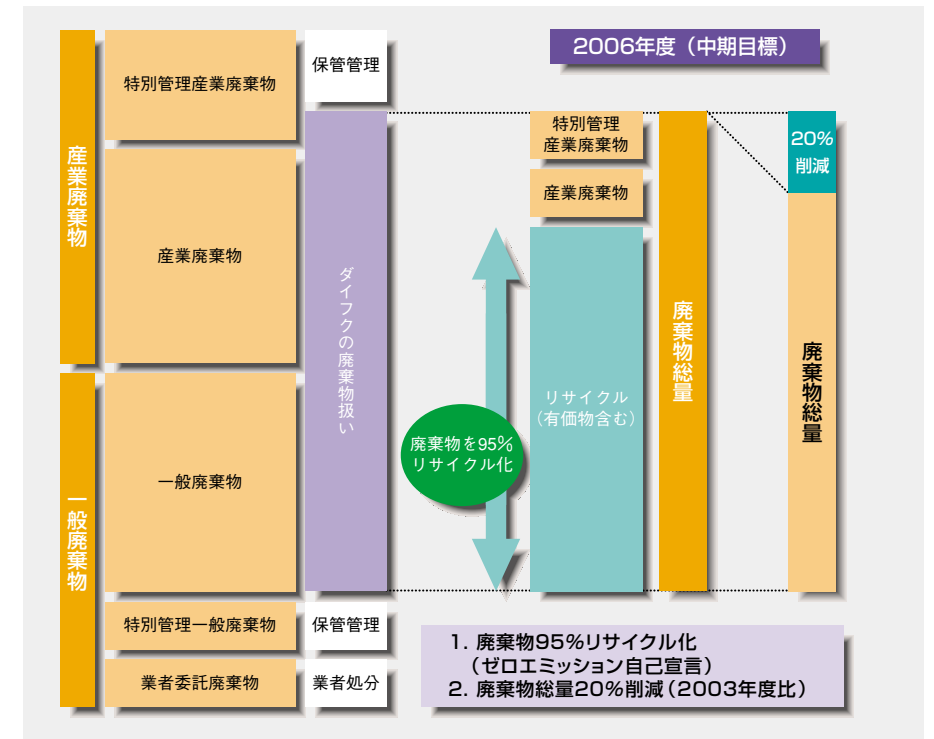 産業廃棄物
特別管理産業廃棄物
産業廃棄物
一般廃棄物
一般廃棄物
特別管理一般廃棄物
業者委託廃棄物
保管管理
ダイフクの廃棄物扱い
保管管理
業者処分
2006年度（中期目標）
特別管理
産業廃棄物
産業廃棄物
リサイクル
（有価物含む）
廃棄物を95%
リサイクル化
廃棄物総量
20%
削減
廃棄物総量
1. 廃棄物95%リサイクル化
（ゼロエミッション自己宣言）
2. 廃棄物総量20%削減（2003年度比）